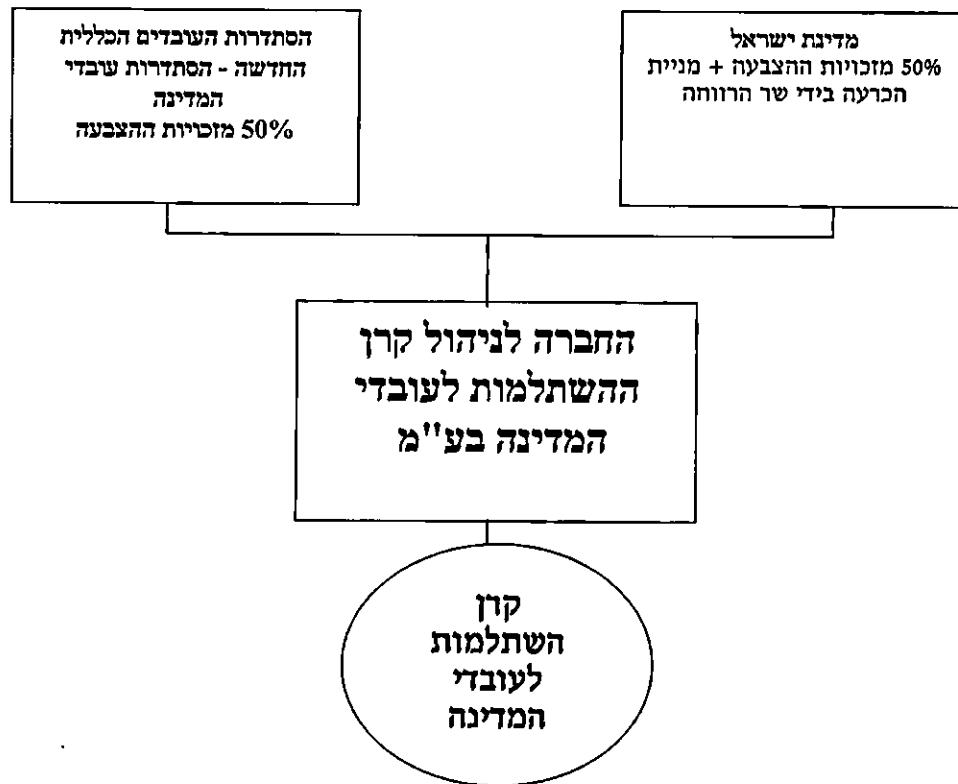 מדינת ישראל
50% מזכויות ההצבעה + מניית
הכרעה בידי שר הרווחה
הסתדרות העובדים הכללית
החדשה - הסתדרות עובדי
המדינה
50% מזכויות ההצבעה
החברה לניהול קרן
ההשתלמות לעובדי
המדינה בע"מ
קרן
השתלמות
לעובדי
המדינה